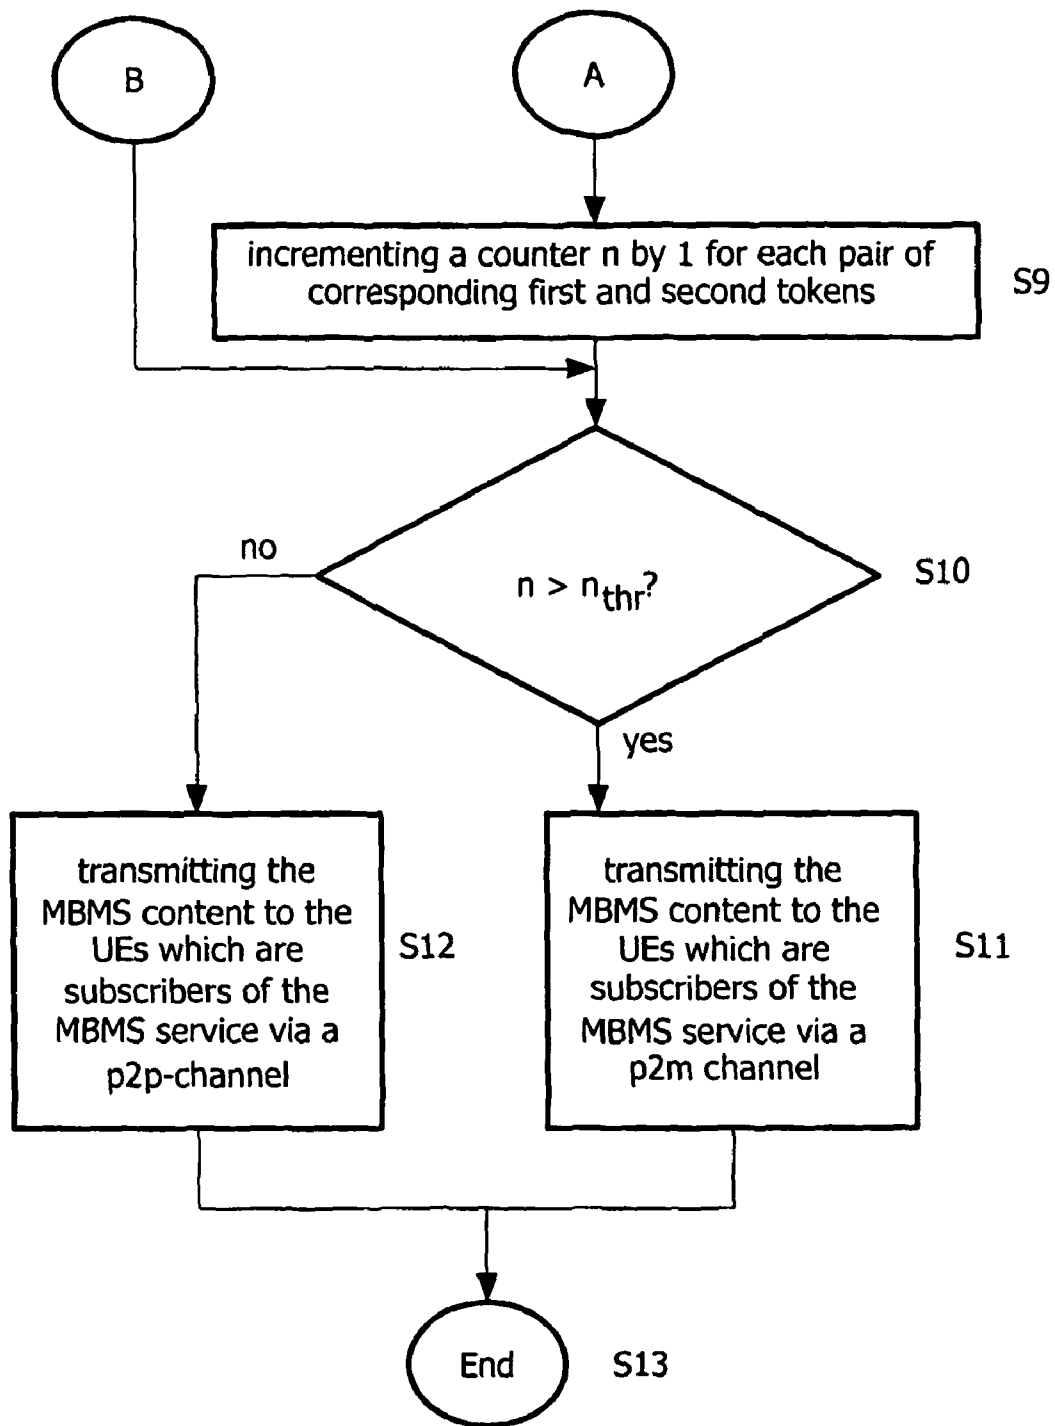 B
A
incrementing a counter n by 1 for each pair of
corresponding first and second tokens
S9
no
n > n_thr?
S10
yes
transmitting the
MBMS content to the
UEs which are
subscribers of the
MBMS service via a
p2p-channel
S12
transmitting the
MBMS content to the
UEs which are
subscribers of the
MBMS service via a
p2m channel
S11
End
S13